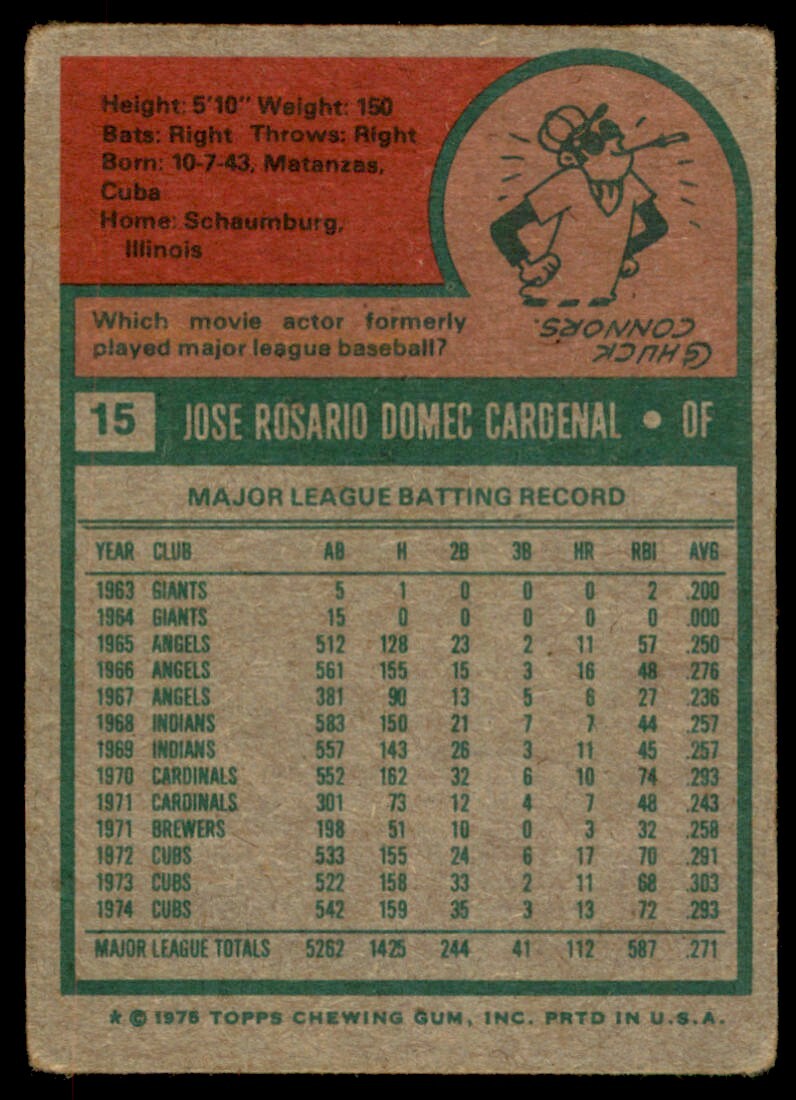 Height: 5'10" Weight: 150
Bats: Right Throws: Right
Born: 10-7-43, Matanzas,
Cuba
Home: Schaumburg,
Illinois
Which movie actor formerly
played major league baseball?
CHUCK
CONNORS.
15 JOSE ROSARIO DOMEC CARDENAL • OF
MAJOR LEAGUE BATTING RECORD
YEAR CLUB AB H 2B 3B HR RBI AVG
1963 GIANTS 5 1 0 0 0 2 .200
1964 GIANTS 15 0 0 0 0 0 .000
1965 ANGELS 512 128 23 2 11 57 .250
1966 ANGELS 561 155 15 3 16 48 .276
1967 ANGELS 381 90 13 5 6 27 .236
1968 INDIANS 583 150 21 7 7 44 .257
1969 INDIANS 557 143 26 3 11 45 .257
1970 CARDINALS 552 162 32 6 10 74 .293
1971 CARDINALS 301 73 12 4 7 48 .243
1971 BREWERS 198 51 10 0 3 32 .258
1972 CUBS 533 155 24 6 17 70 .291
1973 CUBS 522 158 33 2 11 68 .303
1974 CUBS 542 159 35 3 13 72 .293
MAJOR LEAGUE TOTALS 5262 1425 244 41 112 587 .271
* © 1975 TOPPS CHEWING GUM, INC. PRTD IN U.S.A.